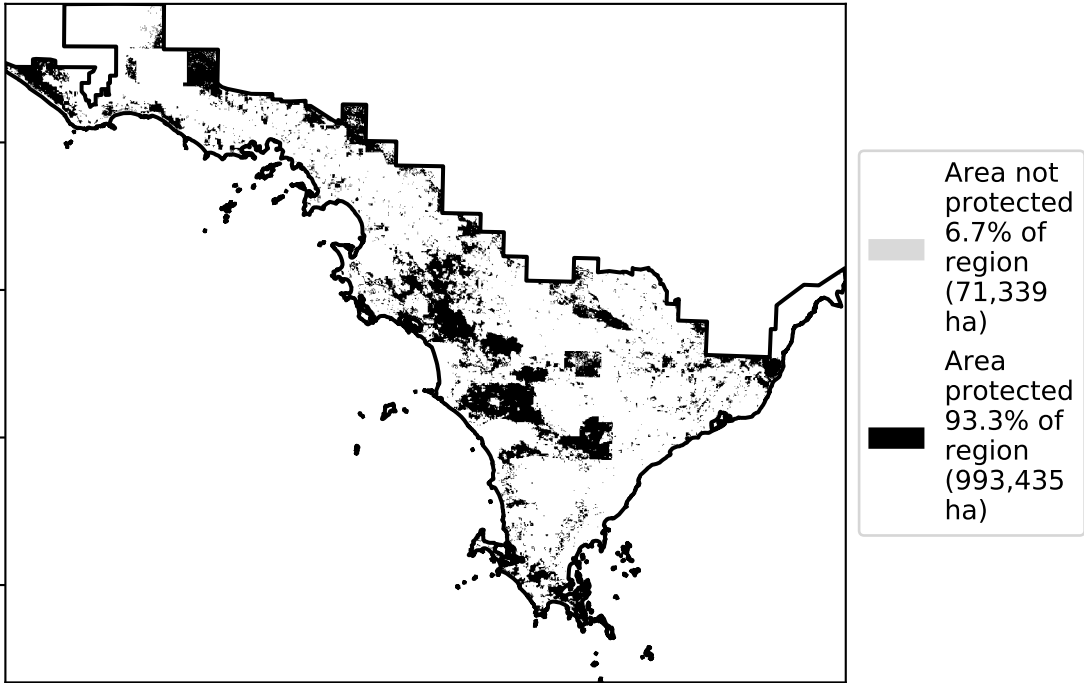 Area not
protected
6.7% of
region
(71,339
ha)
Area
protected
93.3% of
region
(993,435
ha)